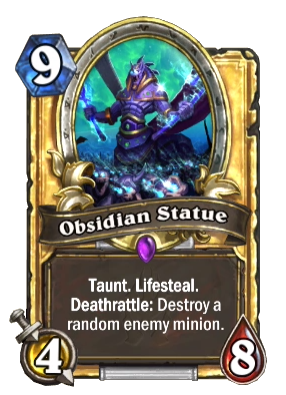 9
Obsidian Statue
Taunt. Lifesteal.
Deathrattle: Destroy a
random enemy minion.
4
8